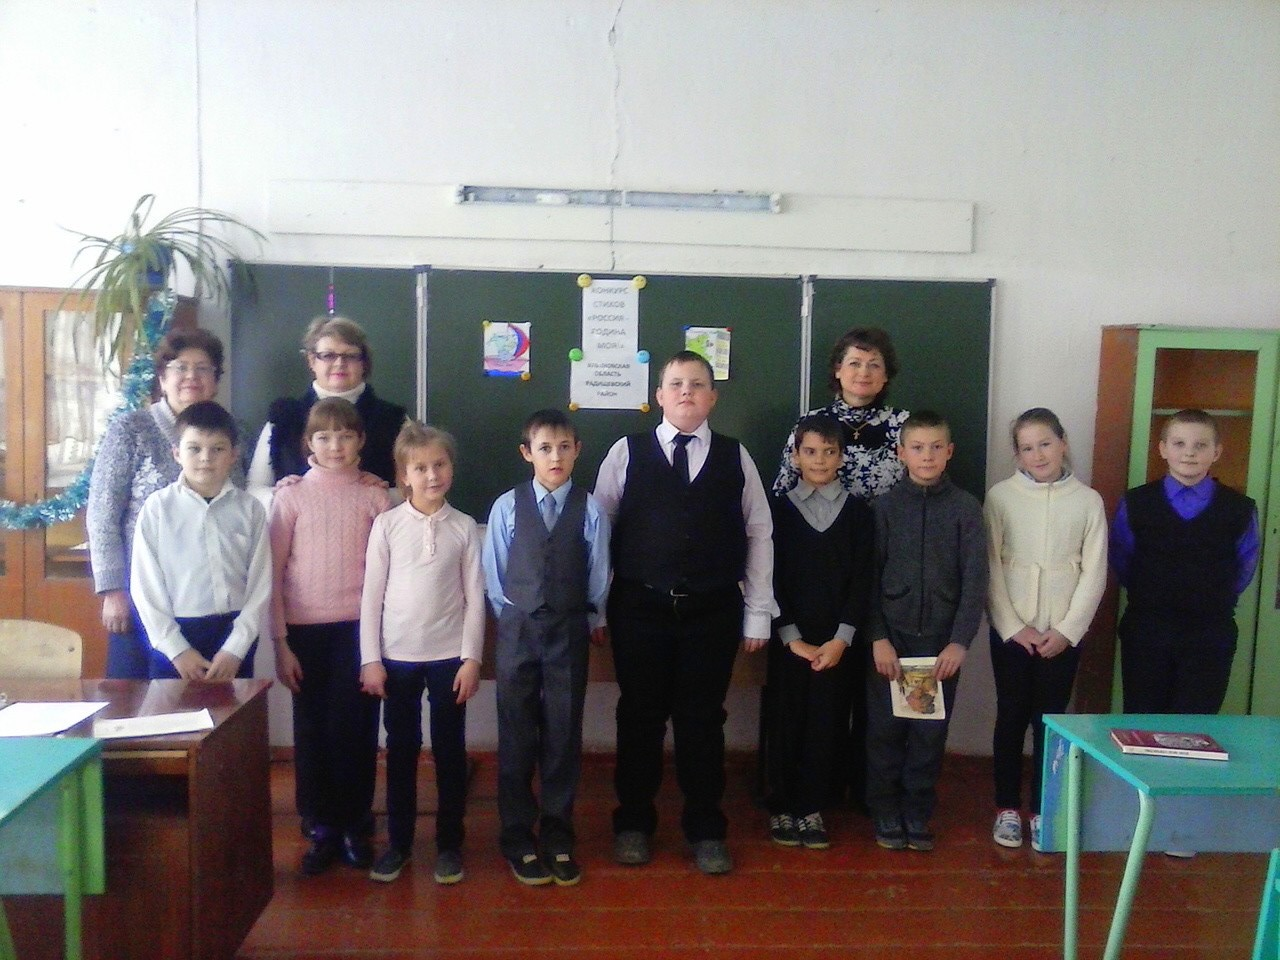 КОНКУРС
СТИХОВ
«РОССИЯ -
РОДИНА
МОЯ!»
УЛЬЯНОВСКАЯ
ОБЛАСТЬ
РАДИЩЕВСКИЙ
РАЙОН